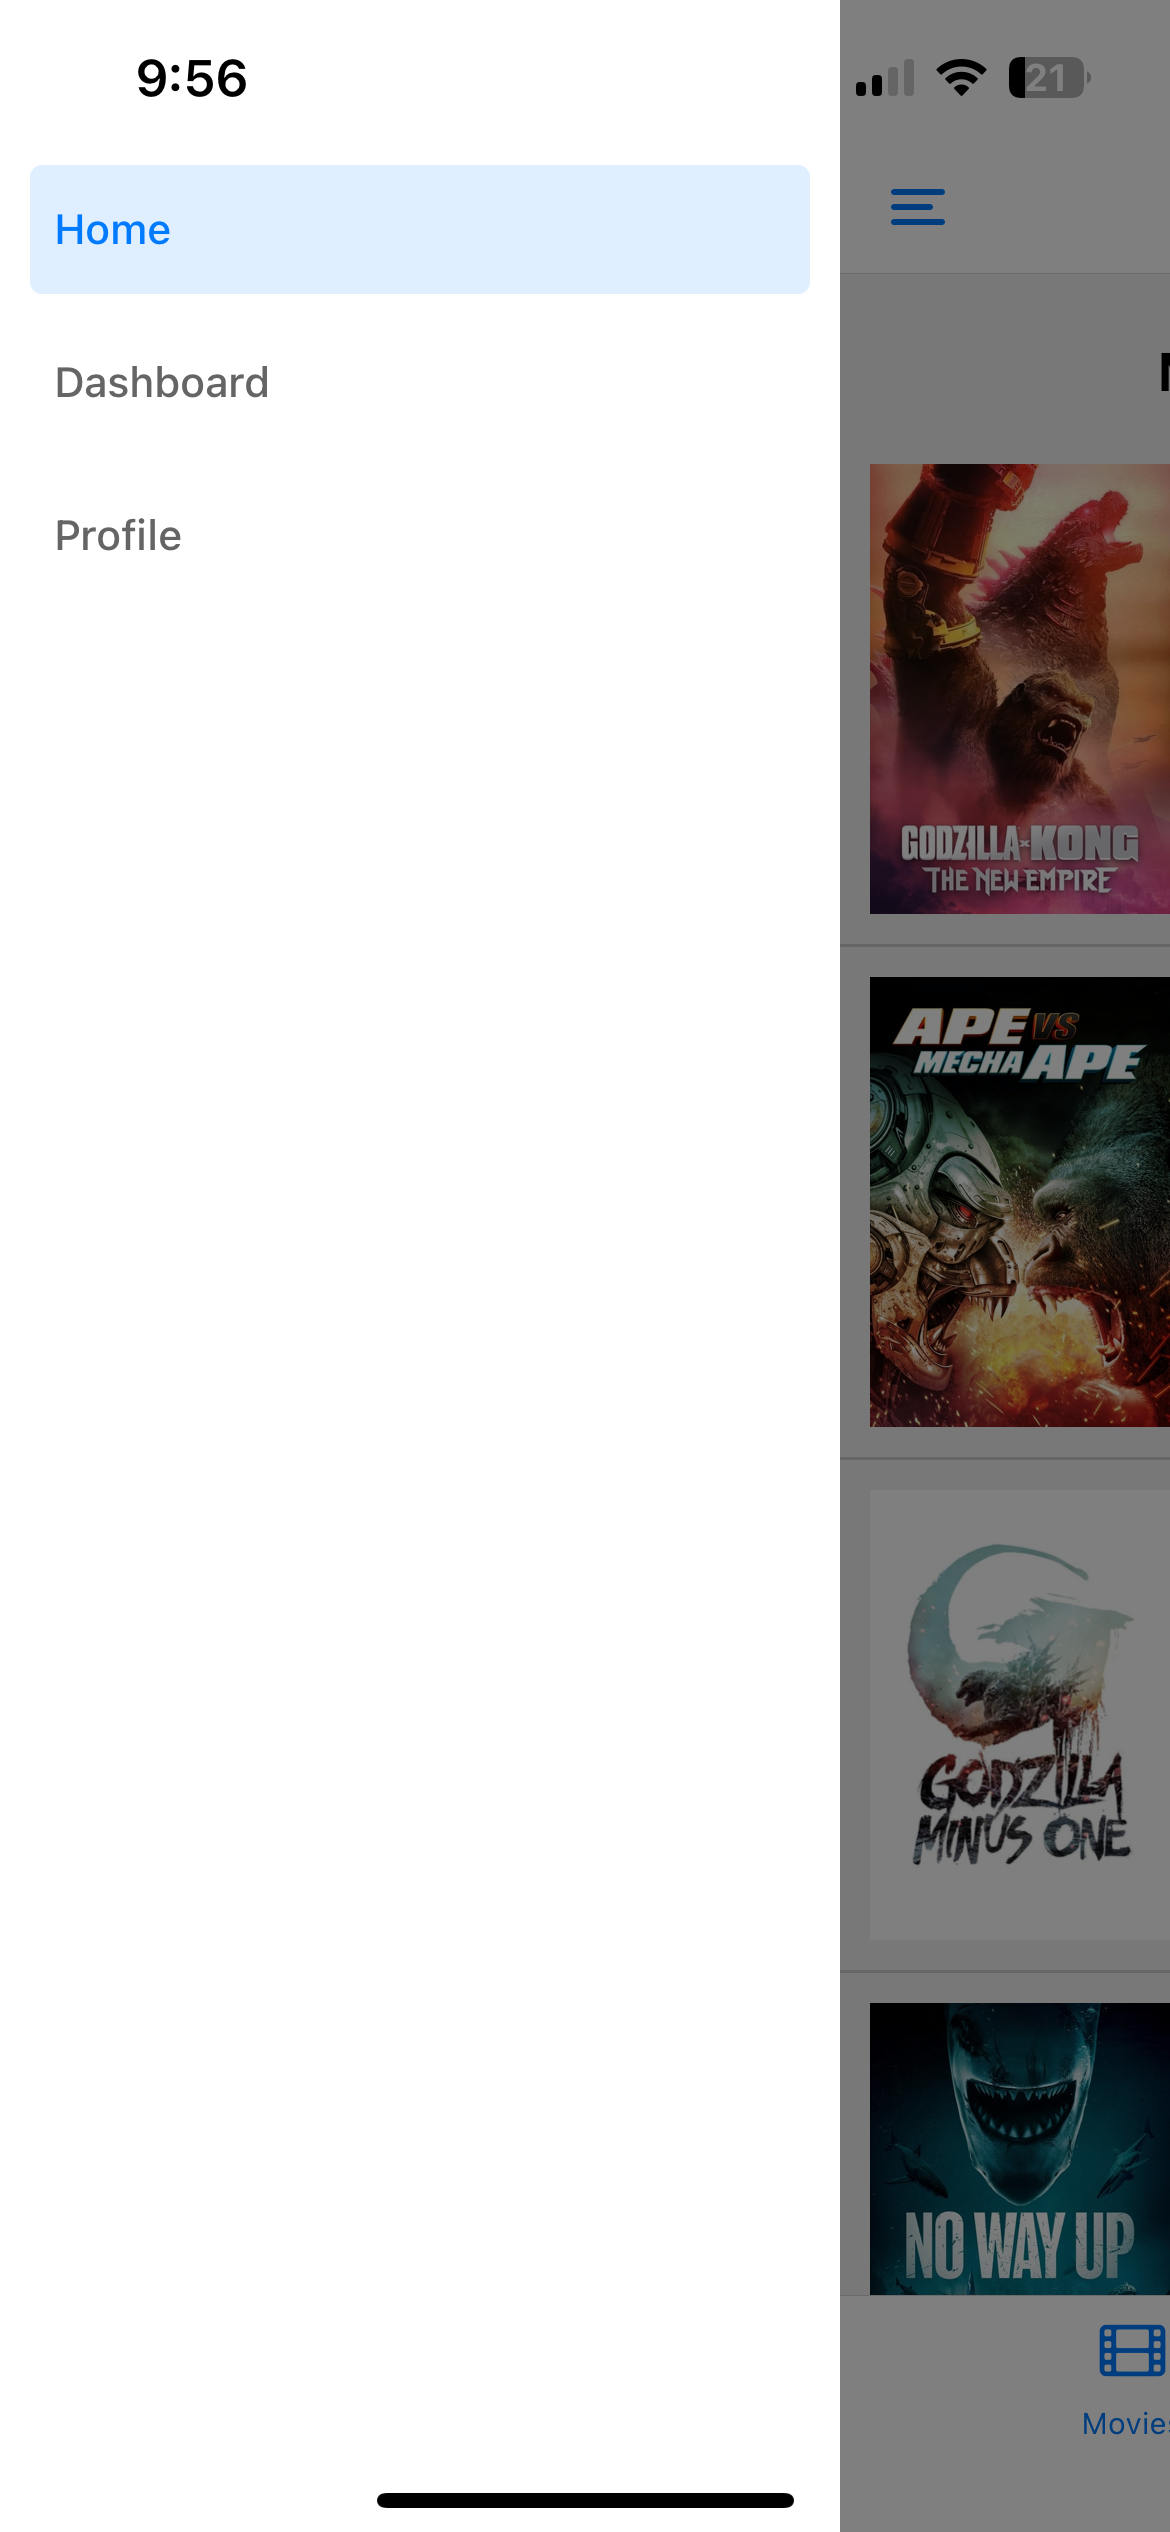 9:56
21
Home
Dashboard
Profile
GODZILLA x KONG
THE NEW EMPIRE
APE VS
MECHA APE
GODZILLA
MINUS ONE
NO WAY UP